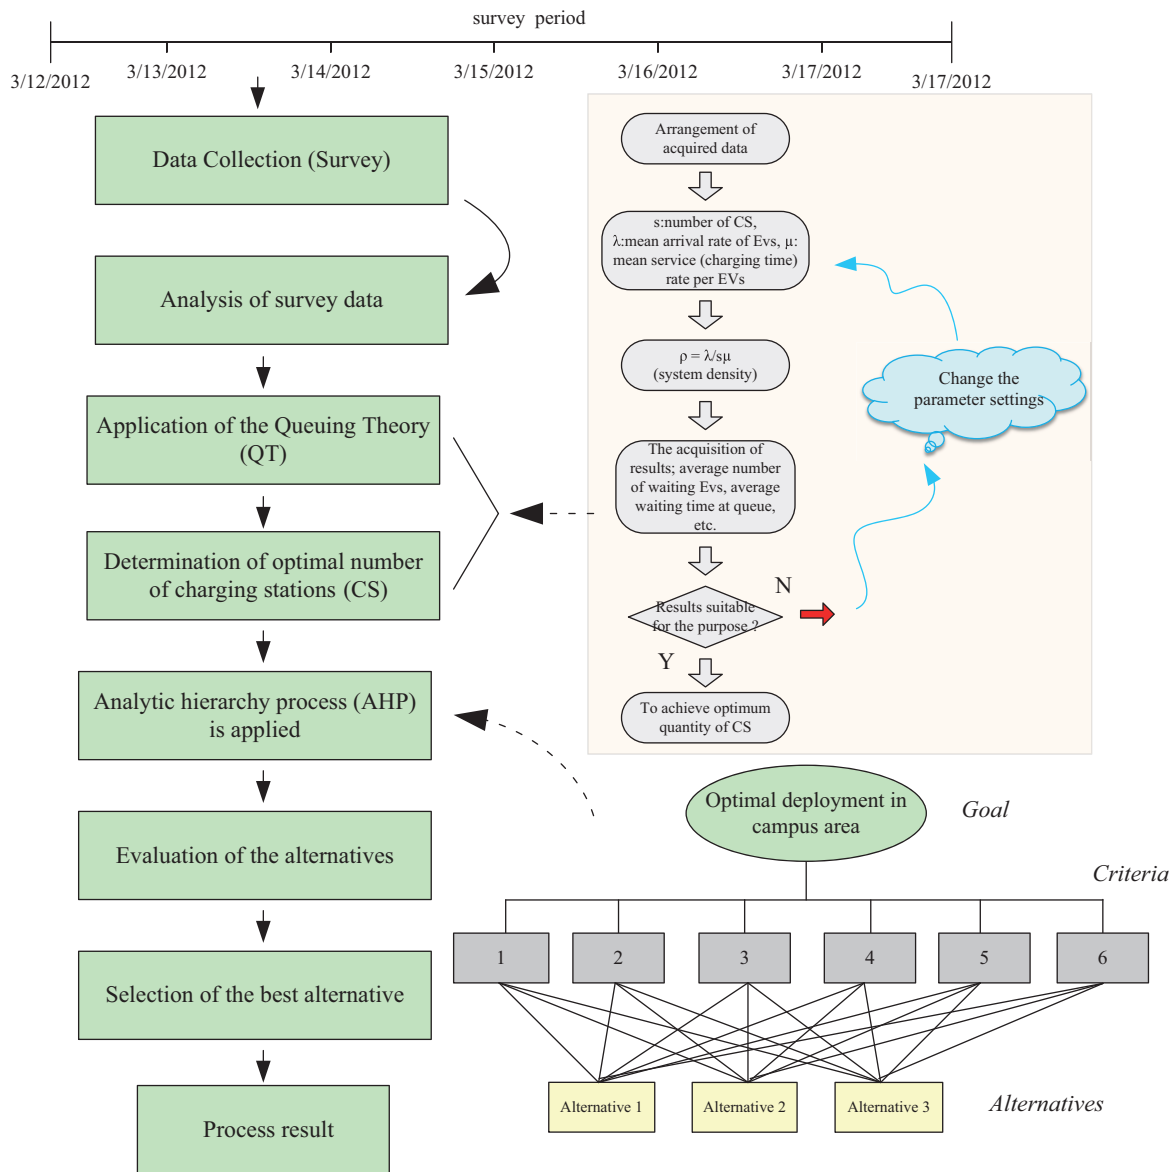 survey period
3/12/2012
3/13/2012
3/14/2012
3/15/2012
3/16/2012
3/17/2012
3/17/2012
Data Collection (Survey)
Analysis of survey data
Application of the Queuing Theory
(QT)
Determination of optimal number
of charging stations (CS)
Analytic hierarchy process (AHP)
is applied
Evaluation of the alternatives
Selection of the best alternative
Process result
Arrangement of
acquired data
s:number of CS,
λ:mean arrival rate of Evs, μ:
mean service (charging time)
rate per EVs
ρ = λ/sμ
(system density)
The acquisition of
results; average number
of waiting Evs, average
waiting time at queue,
etc.
Results suitable
for the purpose ?
N
Y
To achieve optimum
quantity of CS
Change the
parameter settings
Optimal deployment in
campus area
Goal
Criteria
1
2
3
4
5
6
Alternative 1
Alternative 2
Alternative 3
Alternatives